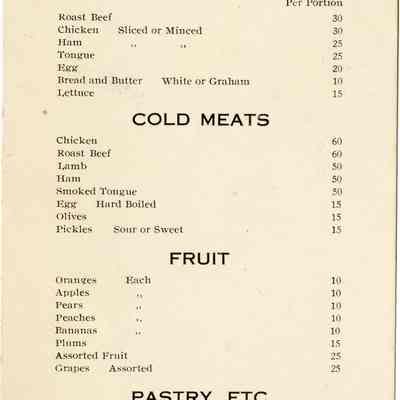 Per Portion
Roast Beef 30
Chicken Sliced or Minced 30
Ham ,, ,, 25
Tongue 25
Egg 20
Bread and Butter White or Graham 10
Lettuce 15
COLD MEATS
Chicken 60
Roast Beef 60
Lamb 50
Ham 50
Smoked Tongue 50
Egg Hard Boiled 15
Olives 15
Pickles Sour or Sweet 15
FRUIT
Oranges Each 10
Apples ,, 10
Pears ,, 10
Peaches ,, 10
Bananas ,, 10
Plums 15
Assorted Fruit 25
Grapes Assorted 25
PASTRY, ETC